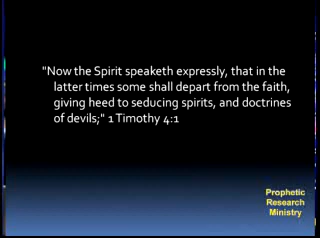 "Now the Spirit speaketh expressly, that in the
latter times some shall depart from the faith,
giving heed to seducing spirits, and doctrines
of devils;" 1 Timothy 4:1
Prophetic
Research
Ministry